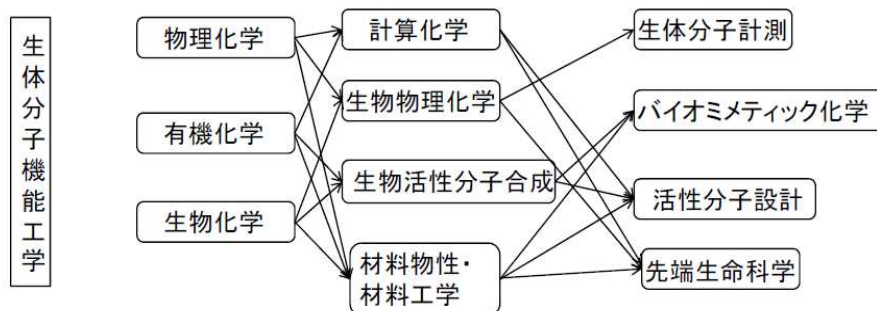 生体分子機能工学
物理化学
有機化学
生物化学
計算化学
生物物理化学
生物活性分子合成
材料物性・
材料工学
生体分子計測
バイオミメティック化学
活性分子設計
先端生命科学